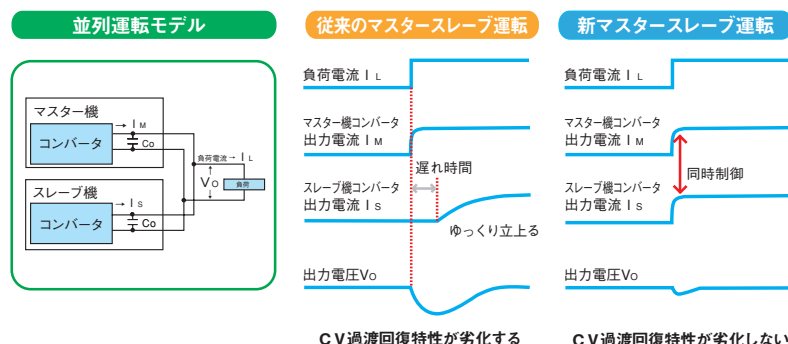 並列運転モデル
マスター機
コンバータ
→ I M
Co
スレーブ機
コンバータ
→ I S
Co
負荷電流→ I L
VO
負荷
従来のマスタースレーブ運転
負荷電流 I L
マスター機コンバータ
出力電流 I M
遅れ時間
スレーブ機コンバータ
出力電流 I S
ゆっくり立上る
出力電圧VO
CV過渡回復特性が劣化する
新マスタースレーブ運転
負荷電流 I L
マスター機コンバータ
出力電流 I M
同時制御
スレーブ機コンバータ
出力電流 I S
出力電圧VO
CV過渡回復特性が劣化しない